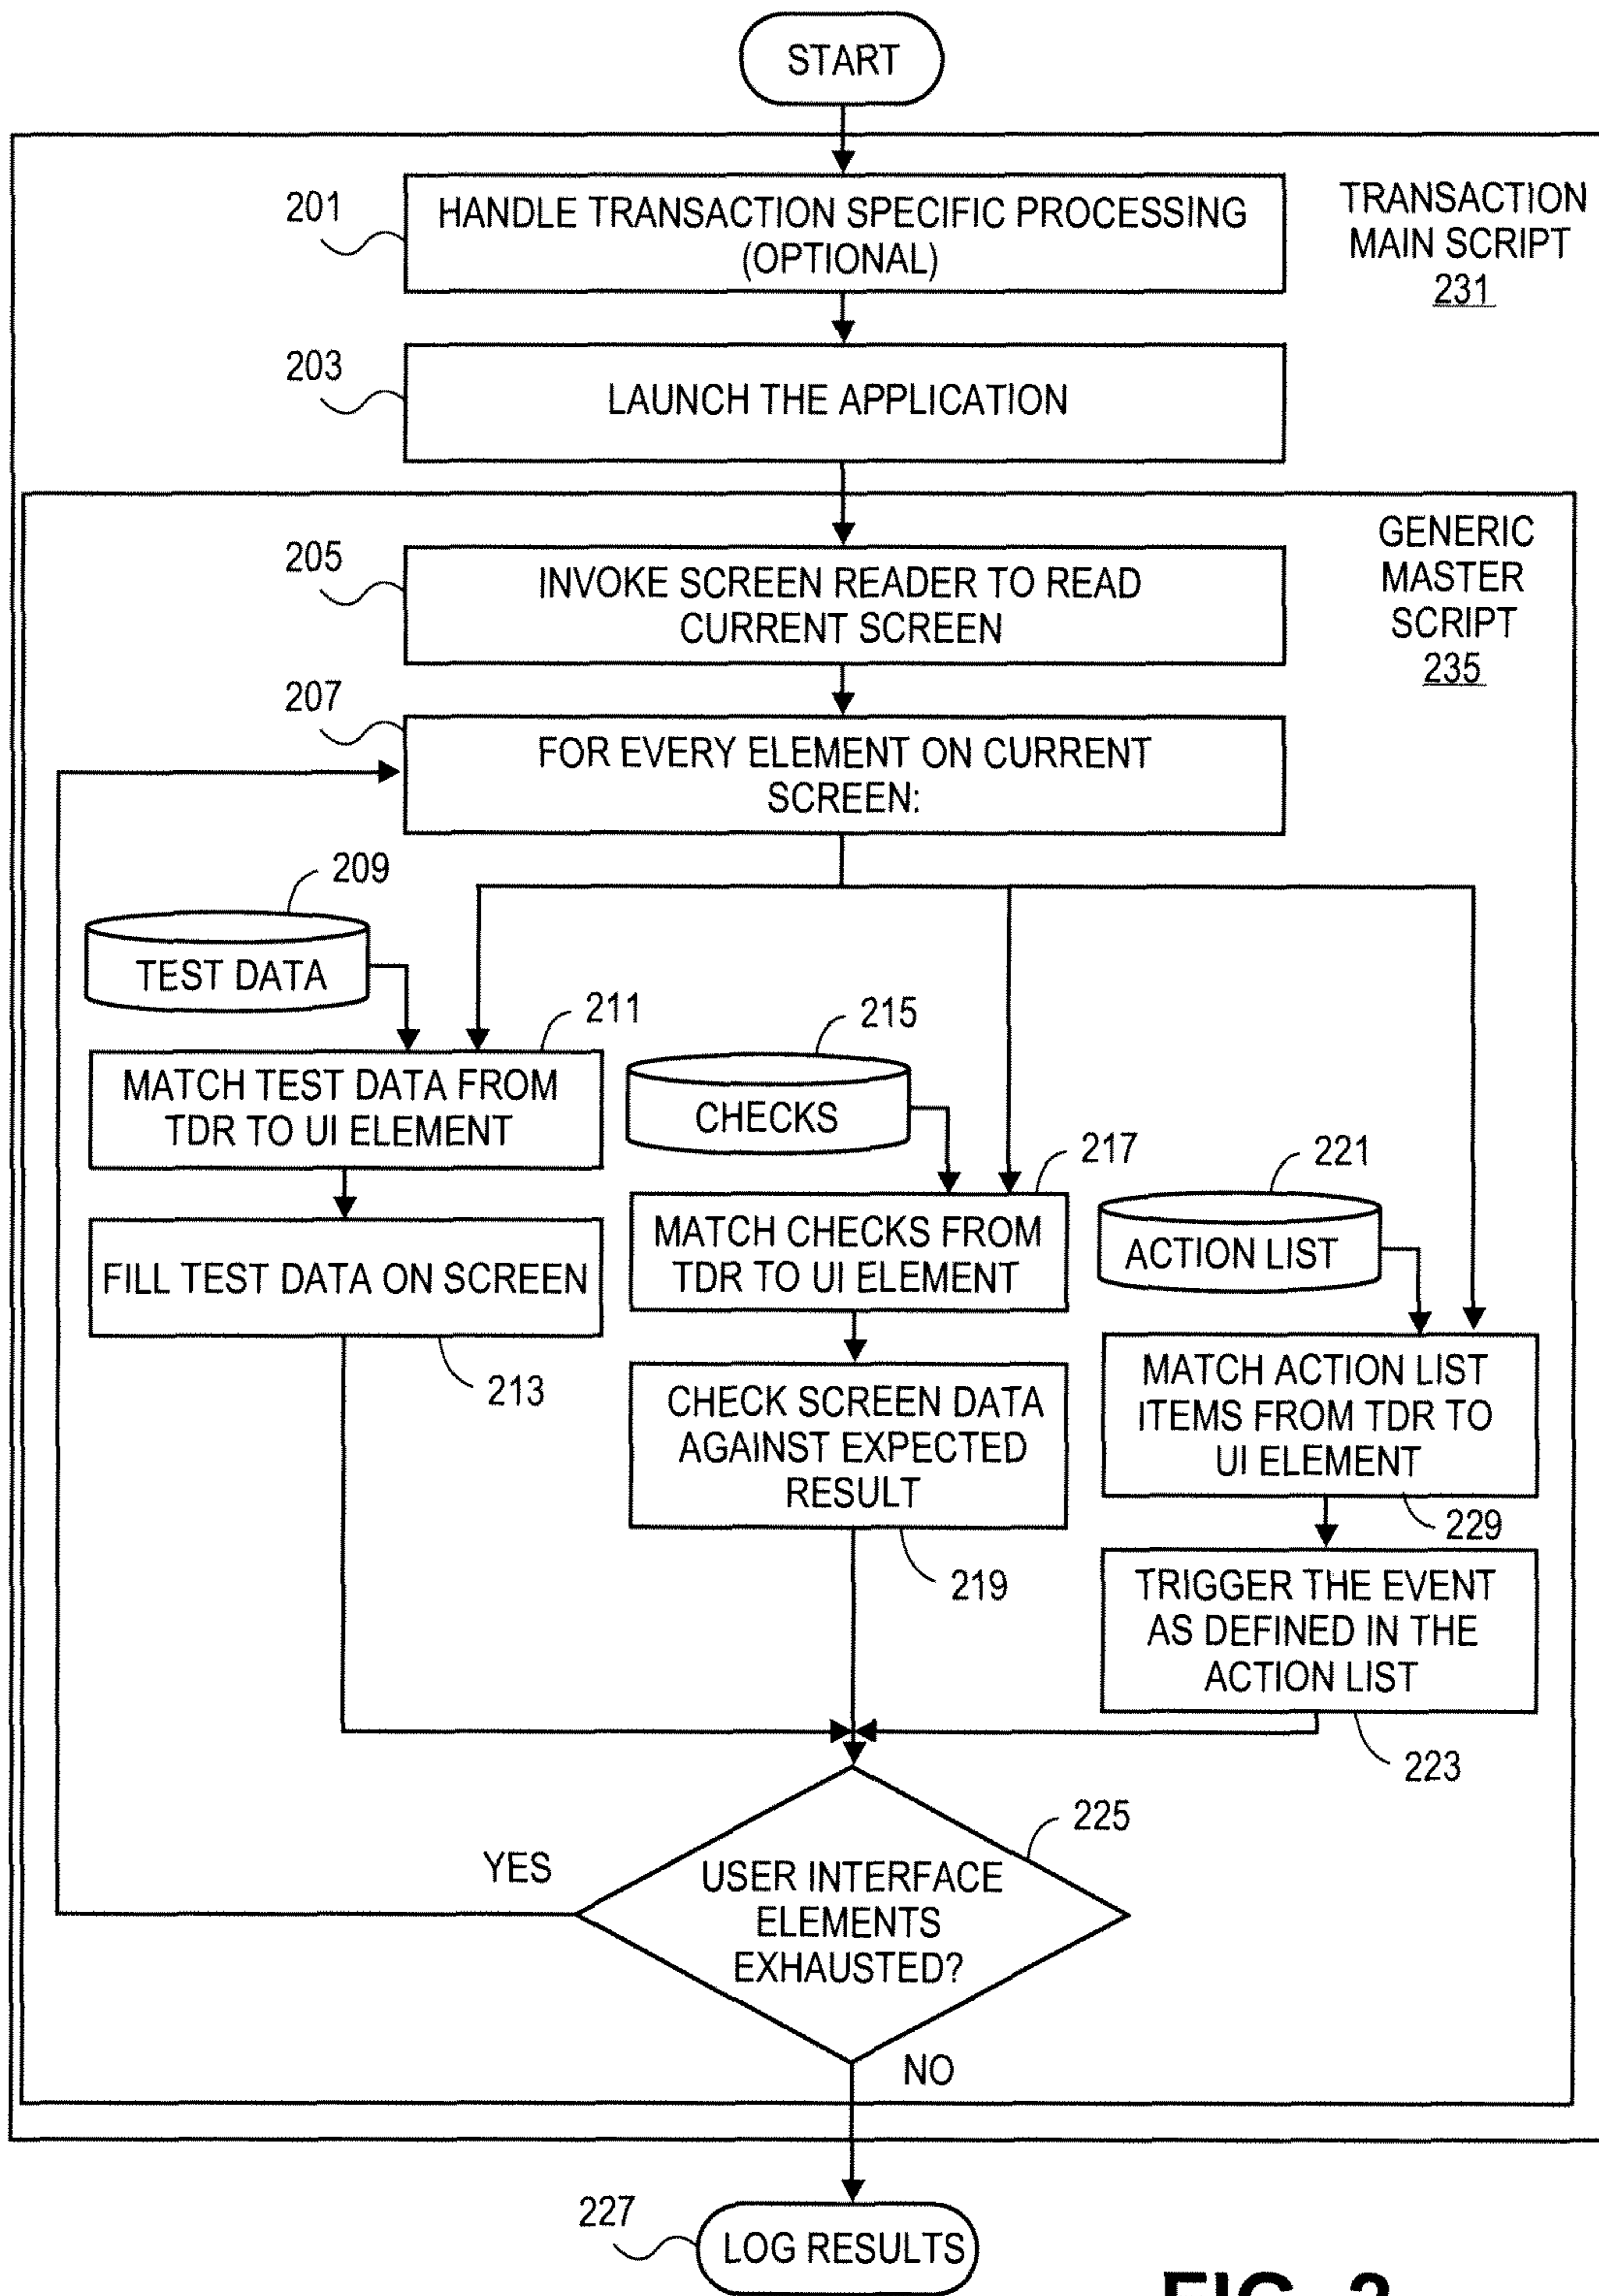 START
201
HANDLE TRANSACTION SPECIFIC PROCESSING
(OPTIONAL)
TRANSACTION
MAIN SCRIPT
231
203
LAUNCH THE APPLICATION
GENERIC
MASTER
SCRIPT
235
205
INVOKE SCREEN READER TO READ
CURRENT SCREEN
207
FOR EVERY ELEMENT ON CURRENT
SCREEN:
209
TEST DATA
211
MATCH TEST DATA FROM
TDR TO UI ELEMENT
FILL TEST DATA ON SCREEN
213
215
CHECKS
217
MATCH CHECKS FROM
TDR TO UI ELEMENT
CHECK SCREEN DATA
AGAINST EXPECTED
RESULT
219
221
ACTION LIST
MATCH ACTION LIST
ITEMS FROM TDR TO
UI ELEMENT
229
TRIGGER THE EVENT
AS DEFINED IN THE
ACTION LIST
223
225
USER INTERFACE
ELEMENTS
EXHAUSTED?
YES
NO
227
LOG RESULTS